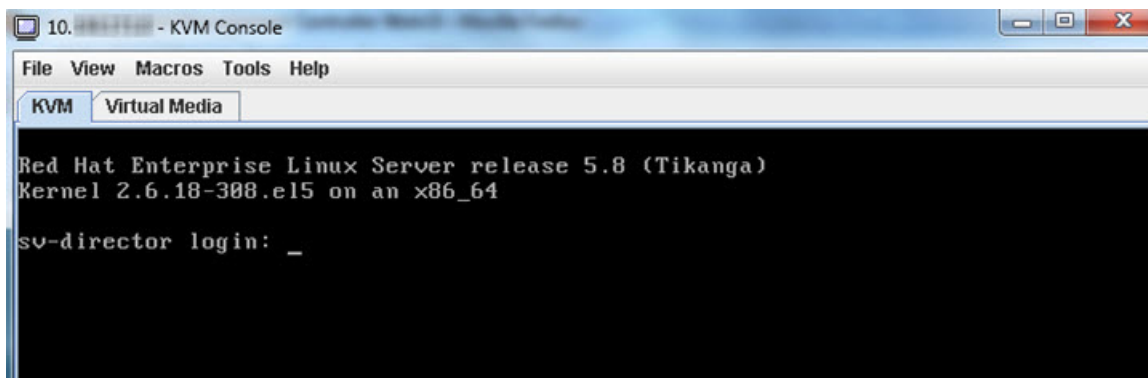 10. - KVM Console
File View Macros Tools Help
KVM Virtual Media
Red Hat Enterprise Linux Server release 5.8 (Tikanga)
Kernel 2.6.18-308.el5 on an x86_64
sv-director login: _